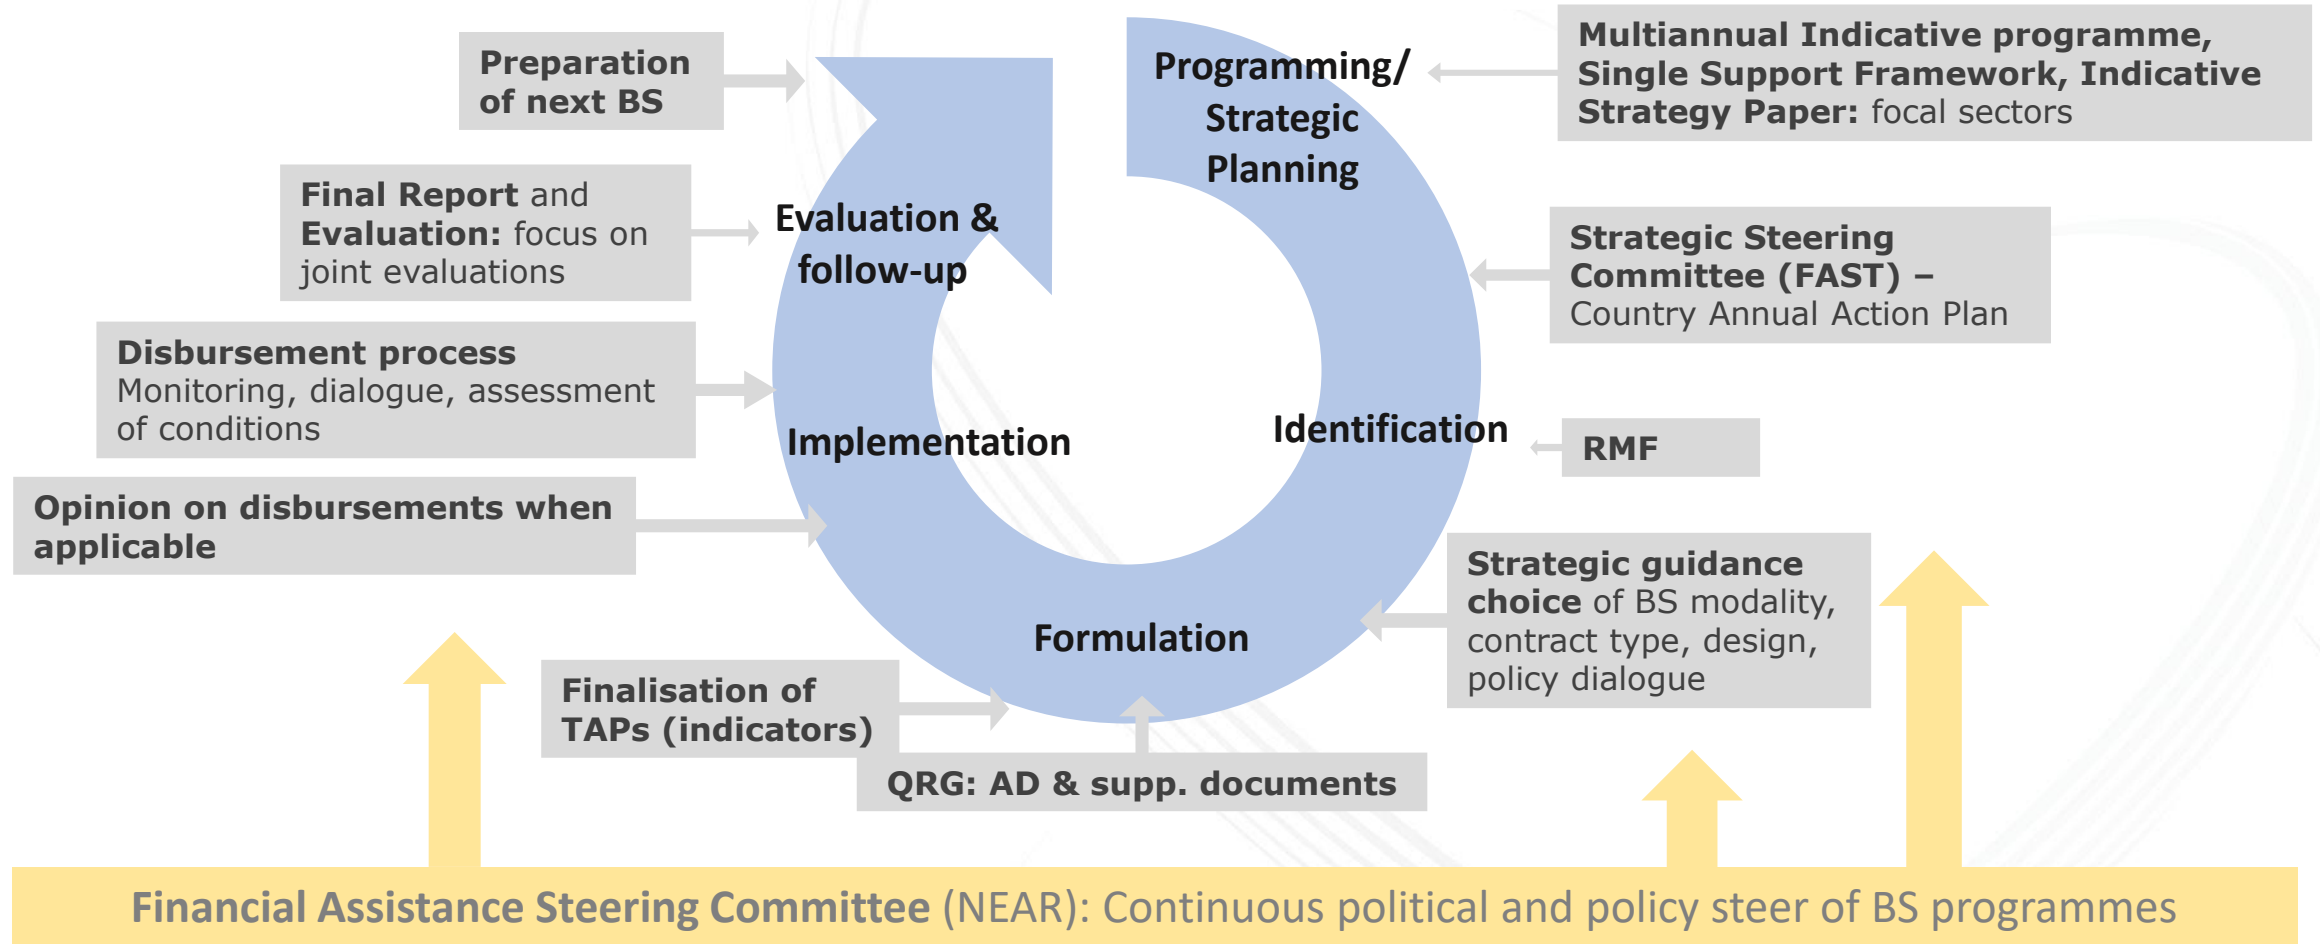 Preparation
of next BS
Programming/
Strategic
Planning
Multiannual Indicative programme,
Single Support Framework, Indicative
Strategy Paper: focal sectors
Final Report and
Evaluation: focus on
joint evaluations
Evaluation &
follow-up
Strategic Steering
Committee (FAST) –
Country Annual Action Plan
Disbursement process
Monitoring, dialogue, assessment
of conditions
Implementation
Identification
RMF
Opinion on disbursements when
applicable
Strategic guidance
choice of BS modality,
contract type, design,
policy dialogue
Formulation
Finalisation of
TAPs (indicators)
QRG: AD & supp. documents
Financial Assistance Steering Committee (NEAR): Continuous political and policy steer of BS programmes